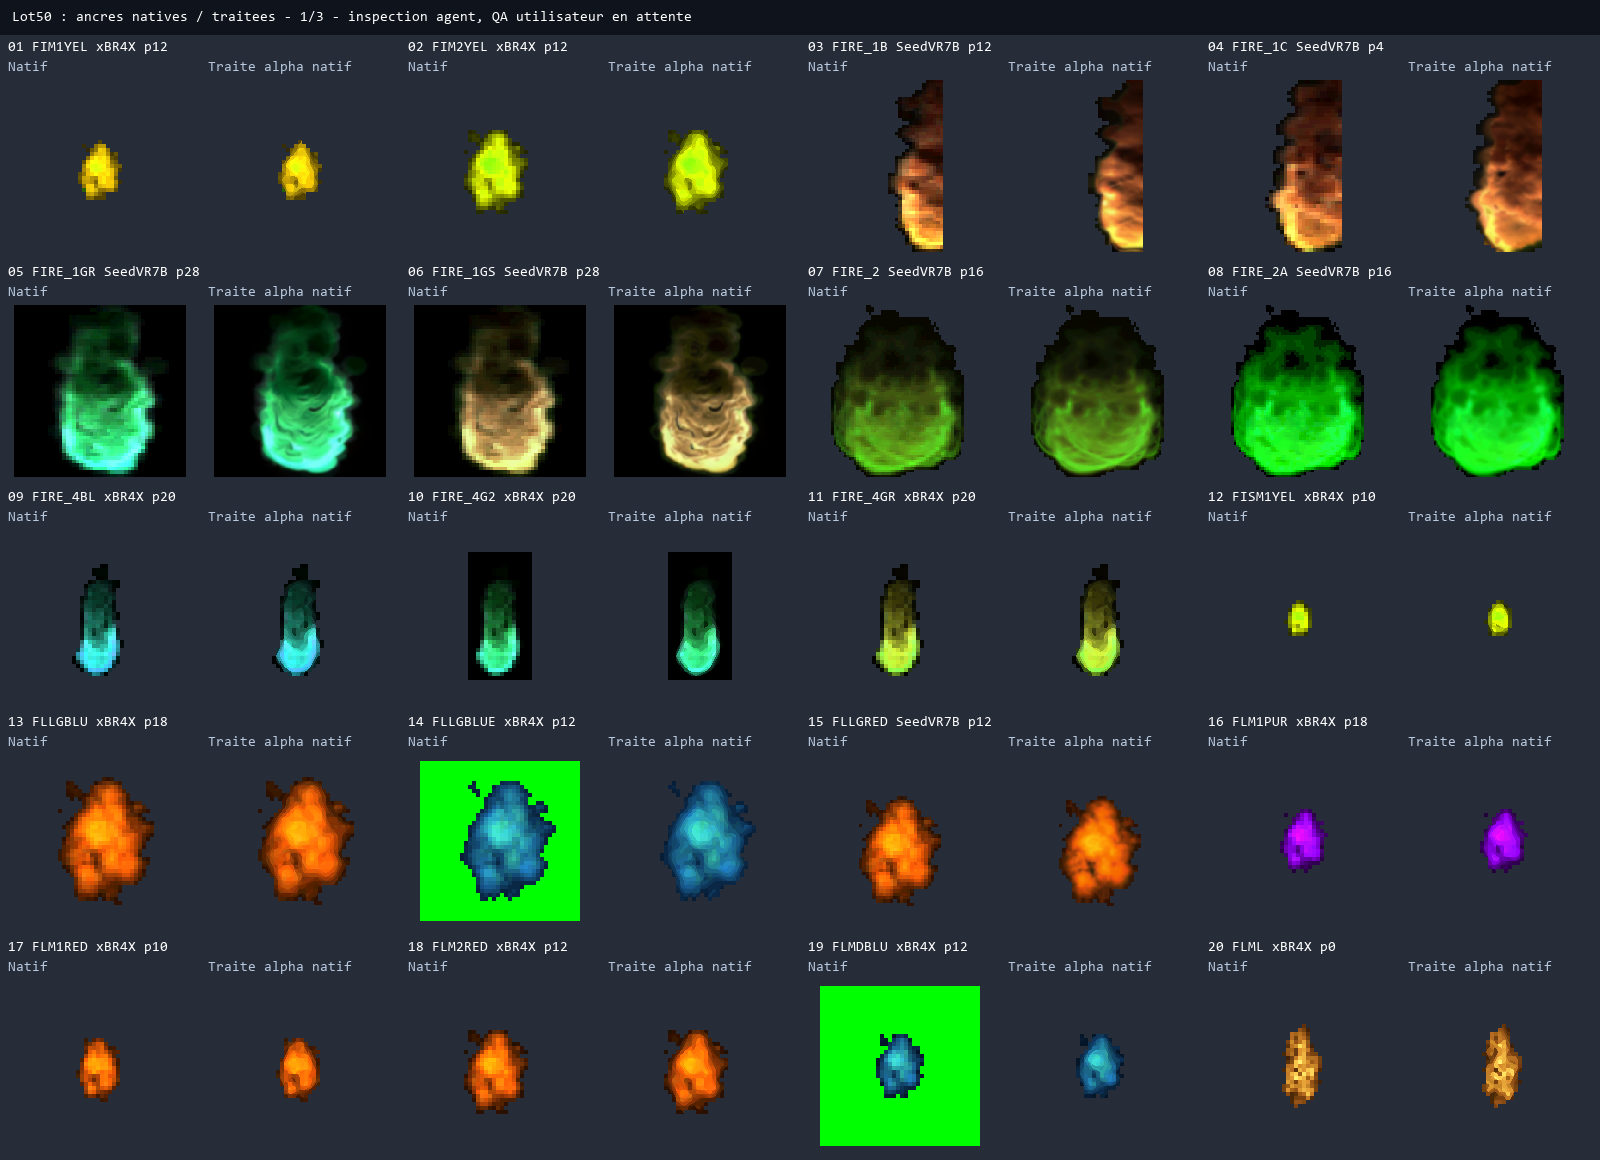 Lot50 : ancres natives / traitees - 1/3 - inspection agent, QA utilisateur en attente
01 FIM1YEL xBR4X p12
Natif
Traite alpha natif
02 FIM2YEL xBR4X p12
Natif
Traite alpha natif
03 FIRE_1B SeedVR7B p12
Natif
Traite alpha natif
04 FIRE_1C SeedVR7B p4
Natif
Traite alpha natif
05 FIRE_1GR SeedVR7B p28
Natif
Traite alpha natif
06 FIRE_1GS SeedVR7B p28
Natif
Traite alpha natif
07 FIRE_2 SeedVR7B p16
Natif
Traite alpha natif
08 FIRE_2A SeedVR7B p16
Natif
Traite alpha natif
09 FIRE_4BL xBR4X p20
Natif
Traite alpha natif
10 FIRE_4G2 xBR4X p20
Natif
Traite alpha natif
11 FIRE_4GR xBR4X p20
Natif
Traite alpha natif
12 FISM1YEL xBR4X p10
Natif
Traite alpha natif
13 FLLGBLU xBR4X p18
Natif
Traite alpha natif
14 FLLGBLUE xBR4X p12
Natif
Traite alpha natif
15 FLLGRED SeedVR7B p12
Natif
Traite alpha natif
16 FLM1PUR xBR4X p18
Natif
Traite alpha natif
17 FLM1RED xBR4X p10
Natif
Traite alpha natif
18 FLM2RED xBR4X p12
Natif
Traite alpha natif
19 FLMDBLU xBR4X p12
Natif
Traite alpha natif
20 FLML xBR4X p0
Natif
Traite alpha natif